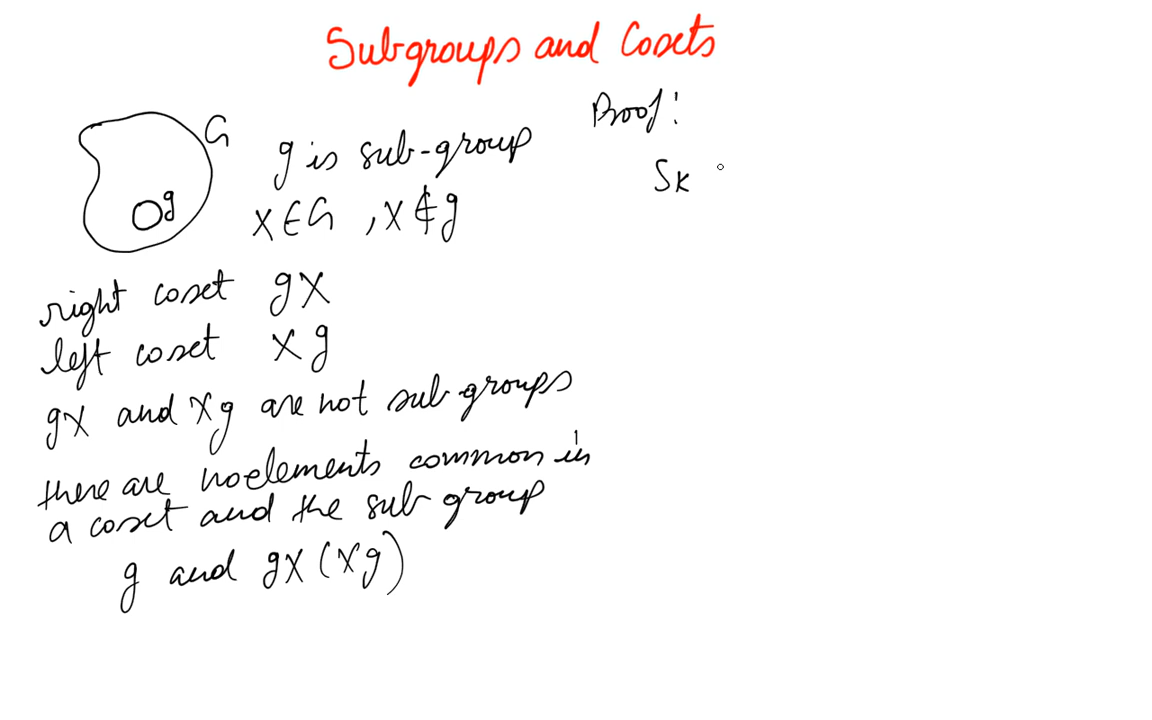 Subgroups and Cosets
G
g
g is sub-group
X ∈ G , X ∉ g
right coset gX
left coset Xg
gX and Xg are not sub groups
there are no elements common in
a coset and the sub group
g and gX (Xg)
Proof:
Sk